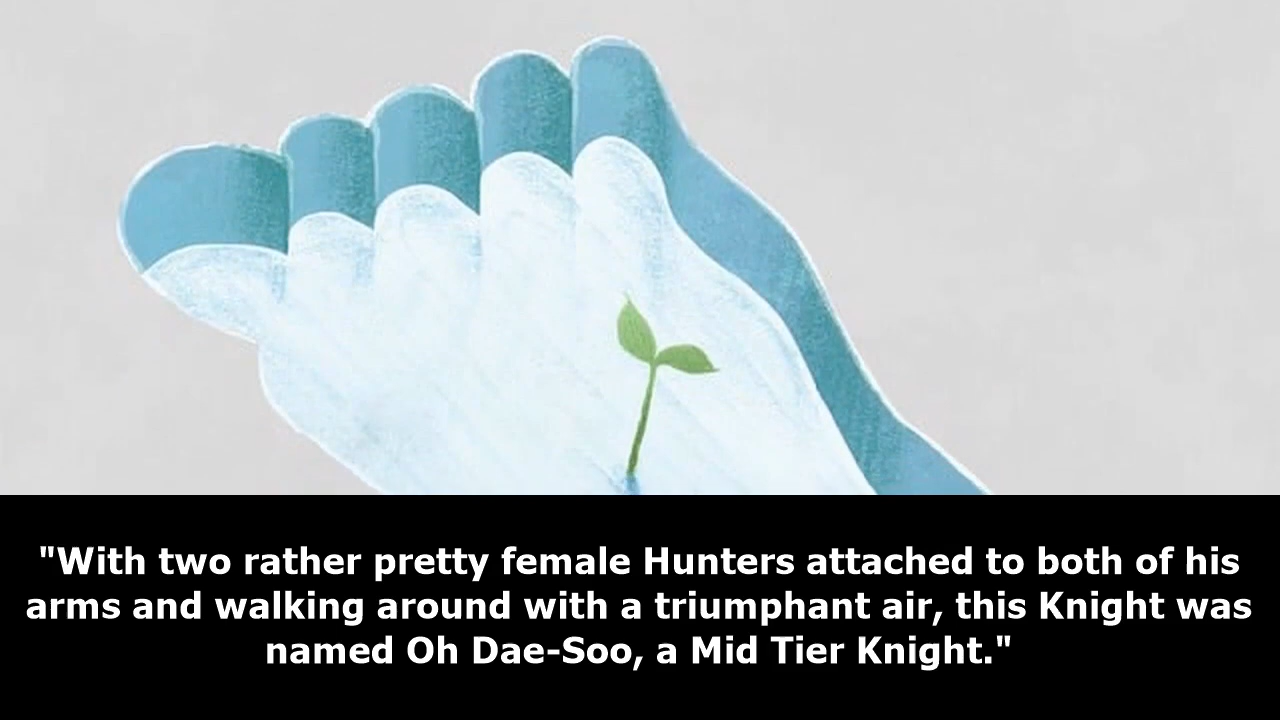 "With two rather pretty female Hunters attached to both of his
arms and walking around with a triumphant air, this Knight was
named Oh Dae-Soo, a Mid Tier Knight."